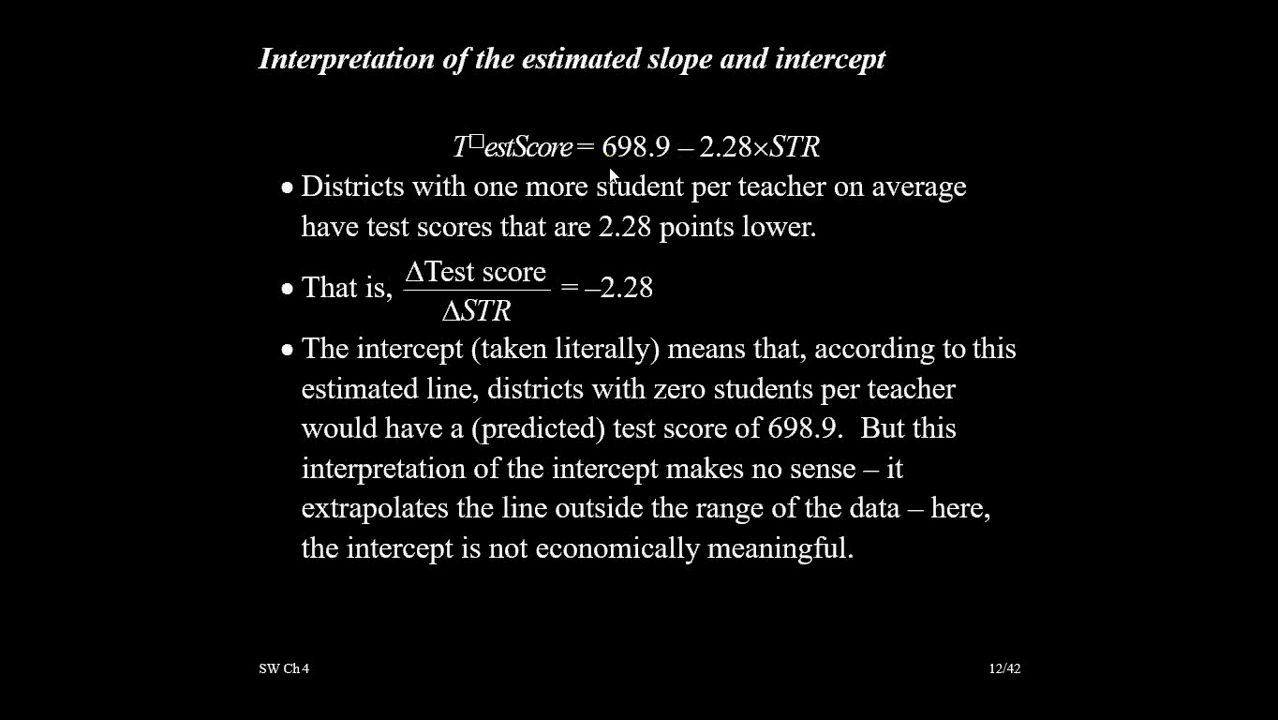 Interpretation of the estimated slope and intercept
T□estScore = 698.9 – 2.28×STR
• Districts with one more student per teacher on average
have test scores that are 2.28 points lower.
• That is, ΔTest score / ΔSTR = –2.28
• The intercept (taken literally) means that, according to this
estimated line, districts with zero students per teacher
would have a (predicted) test score of 698.9.  But this
interpretation of the intercept makes no sense – it
extrapolates the line outside the range of the data – here,
the intercept is not economically meaningful.
SW Ch 4
12/42